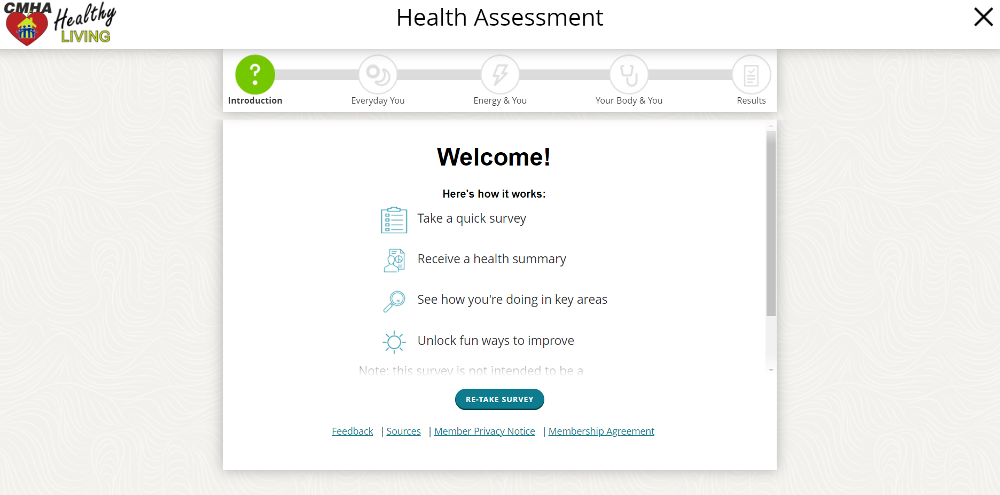 CMHA
Healthy
LIVING
Health Assessment
Introduction
Everyday You
Energy & You
Your Body & You
Results
Welcome!
Here's how it works:
Take a quick survey
Receive a health summary
See how you're doing in key areas
Unlock fun ways to improve
Note: this survey is not intended to be a
RE-TAKE SURVEY
Feedback | Sources | Member Privacy Notice | Membership Agreement